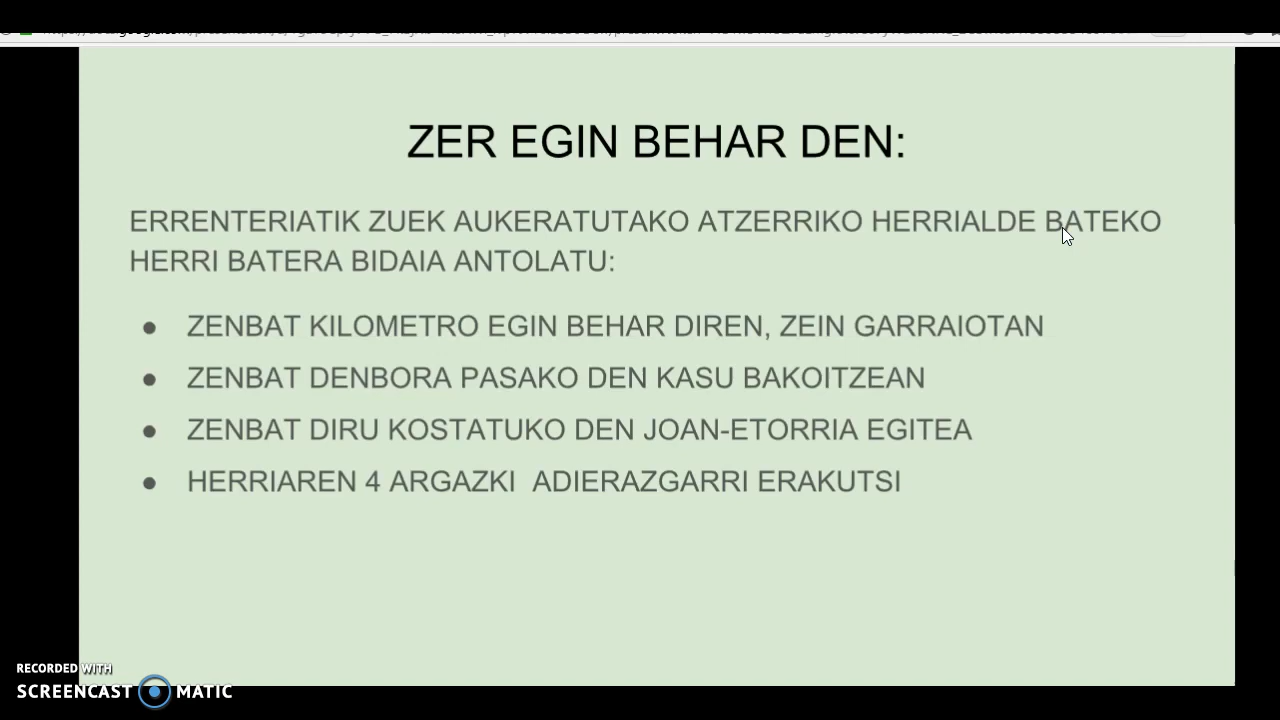 ZER EGIN BEHAR DEN:
ERRENTERIATIK ZUEK AUKERATUTAKO ATZERRIKO HERRIALDE BATEKO
HERRI BATERA BIDAIA ANTOLATU:
● ZENBAT KILOMETRO EGIN BEHAR DIREN, ZEIN GARRAIOTAN
● ZENBAT DENBORA PASAKO DEN KASU BAKOITZEAN
● ZENBAT DIRU KOSTATUKO DEN JOAN-ETORRIA EGITEA
● HERRIAREN 4 ARGAZKI ADIERAZGARRI ERAKUTSI
RECORDED WITH
SCREENCAST MATIC